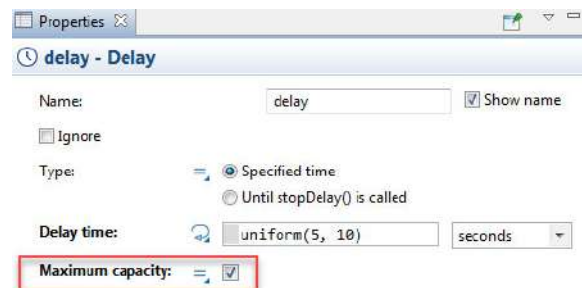 Properties
delay - Delay
Name: delay Show name
Ignore
Type: = Specified time
Until stopDelay() is called
Delay time: uniform(5, 10) seconds
Maximum capacity: =